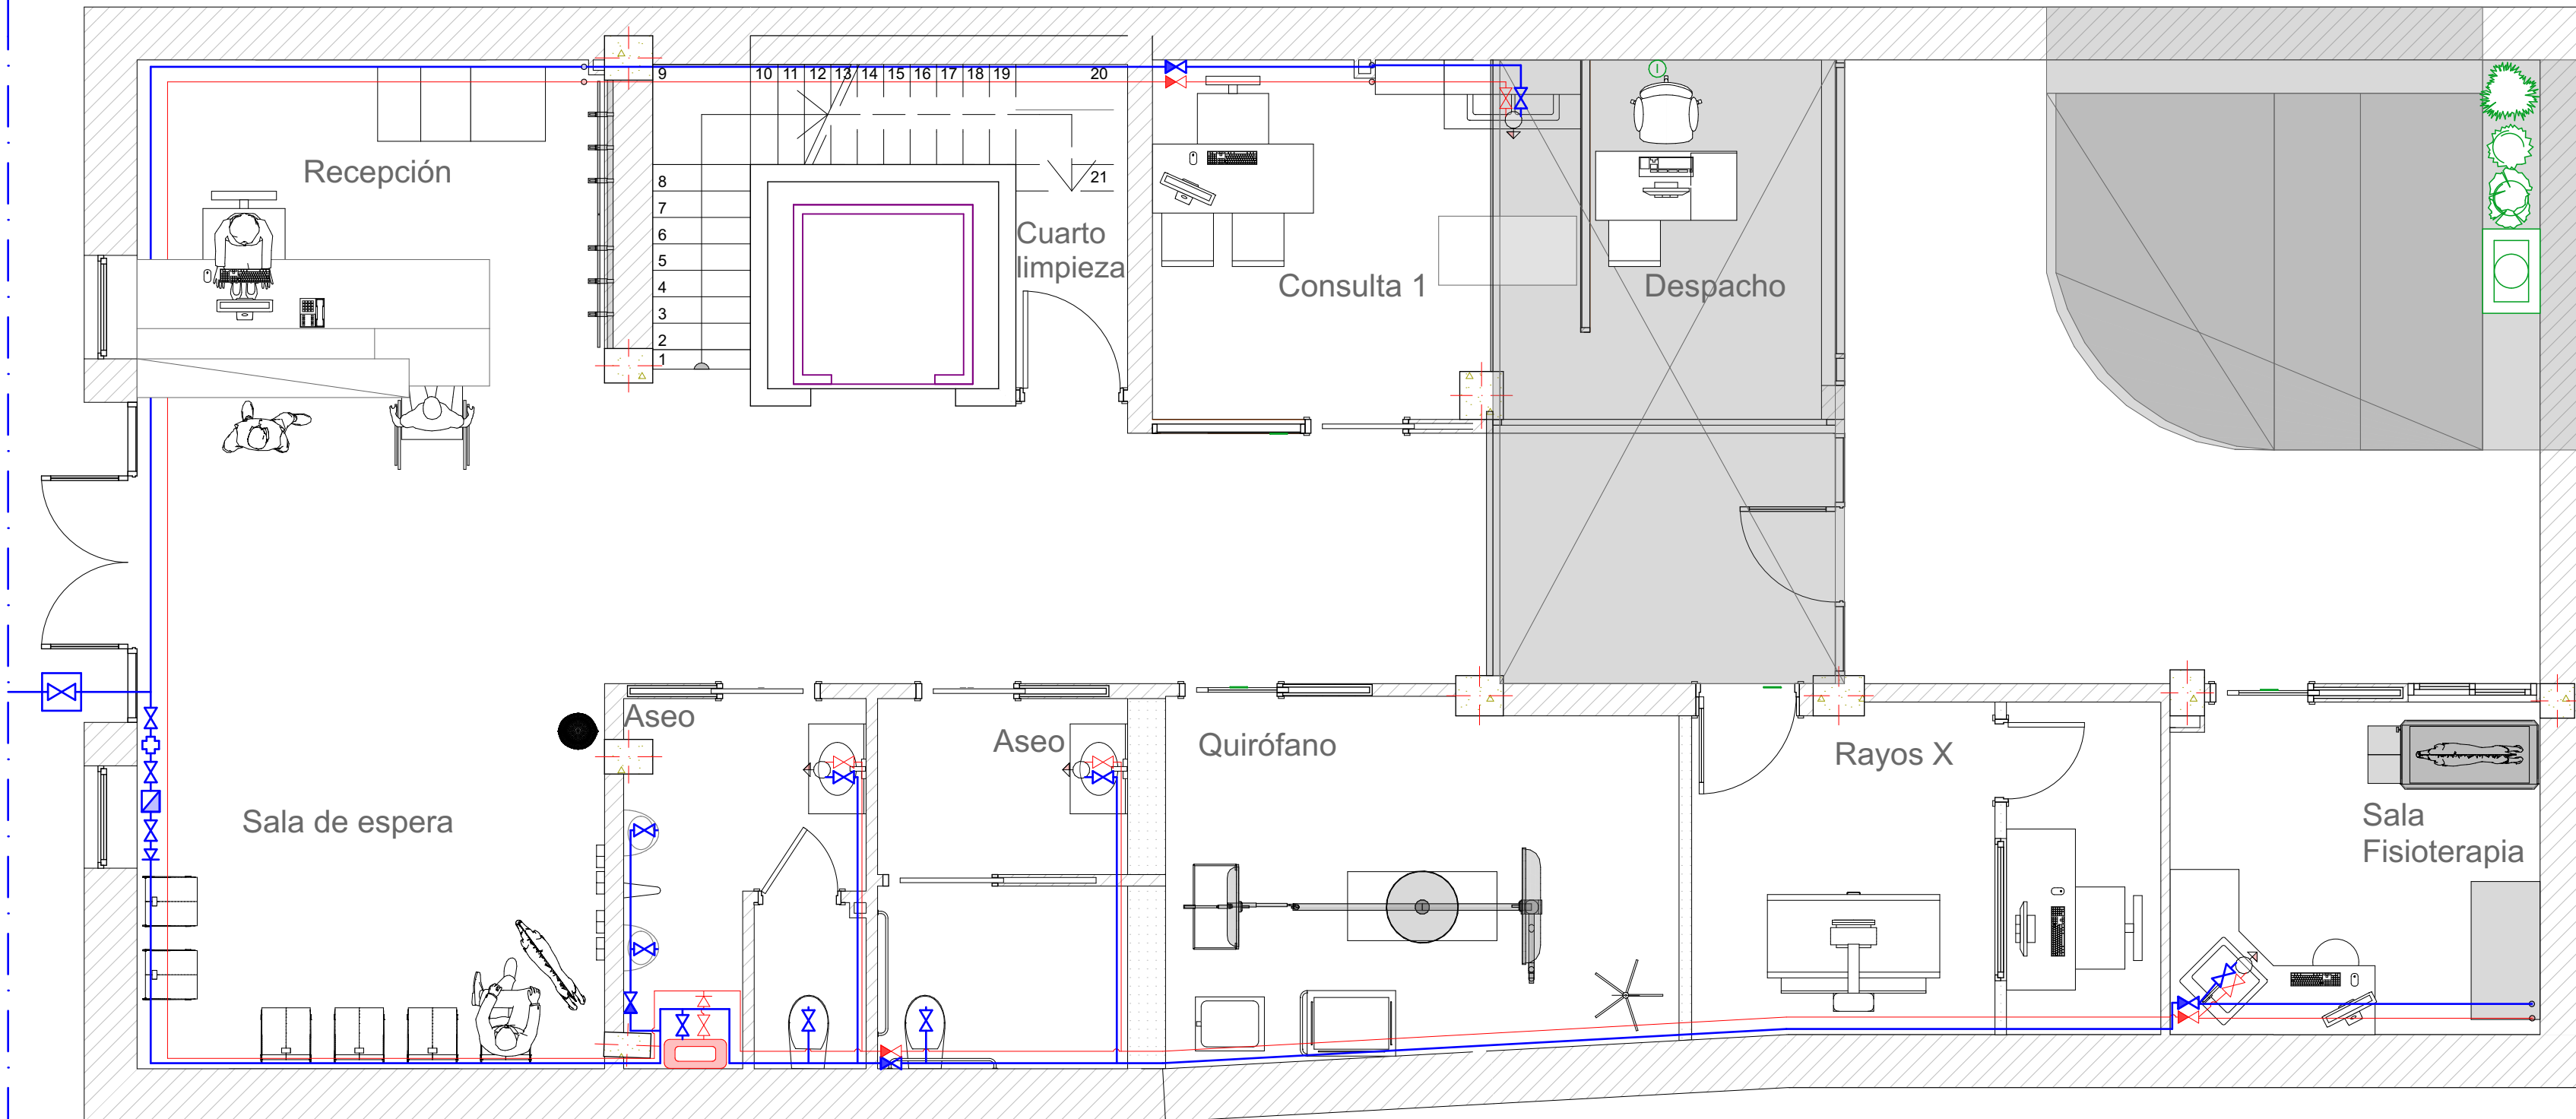 9
10 11 12 13 14 15 16 17 18 19 20
Recepción
8
21
7
Cuarto
limpieza
6
5
4
3
2
1
Consulta 1
Despacho
Aseo
Aseo
Quirófano
Rayos X
Sala de espera
Sala
Fisioterapia